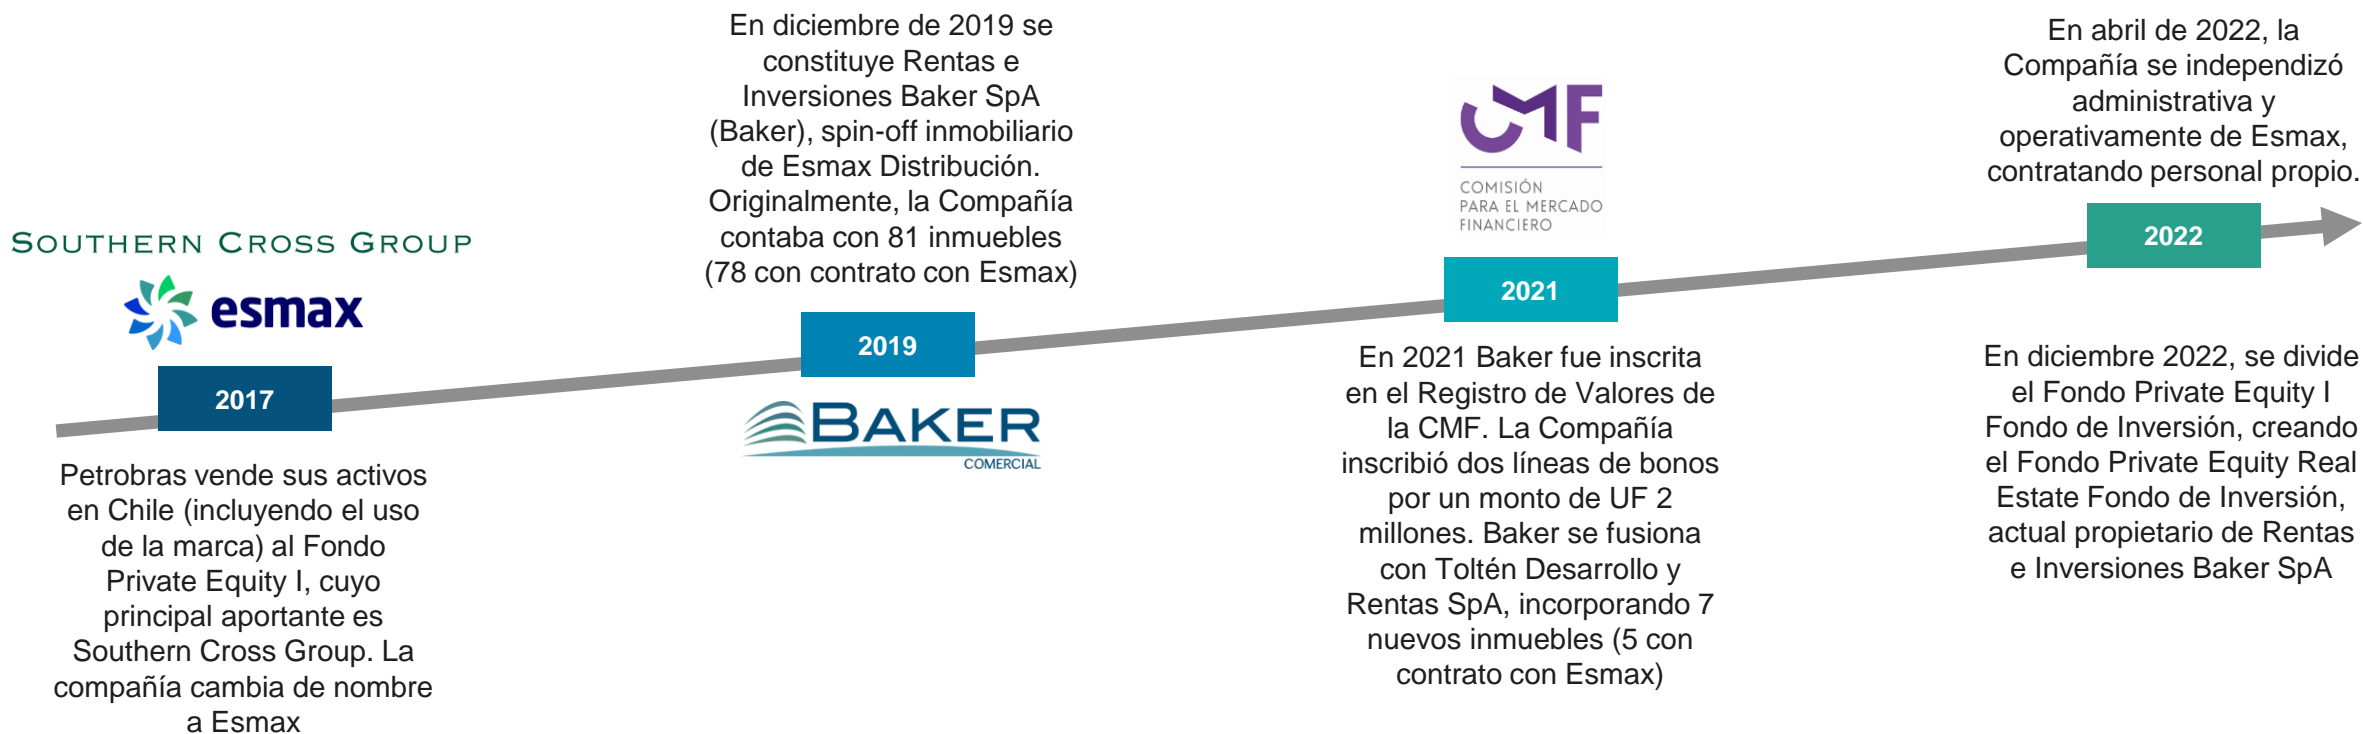 SOUTHERN CROSS GROUP
esmax
2017
Petrobras vende sus activos
en Chile (incluyendo el uso
de la marca) al Fondo
Private Equity I, cuyo
principal aportante es
Southern Cross Group. La
compañía cambia de nombre
a Esmax
En diciembre de 2019 se
constituye Rentas e
Inversiones Baker SpA
(Baker), spin-off inmobiliario
de Esmax Distribución.
Originalmente, la Compañía
contaba con 81 inmuebles
(78 con contrato con Esmax)
2019
BAKER
COMERCIAL
CMF
COMISIÓN
PARA EL MERCADO
FINANCIERO
2021
En 2021 Baker fue inscrita
en el Registro de Valores de
la CMF. La Compañía
inscribió dos líneas de bonos
por un monto de UF 2
millones. Baker se fusiona
con Toltén Desarrollo y
Rentas SpA, incorporando 7
nuevos inmuebles (5 con
contrato con Esmax)
En abril de 2022, la
Compañía se independizó
administrativa y
operativamente de Esmax,
contratando personal propio.
2022
En diciembre 2022, se divide
el Fondo Private Equity I
Fondo de Inversión, creando
el Fondo Private Equity Real
Estate Fondo de Inversión,
actual propietario de Rentas
e Inversiones Baker SpA